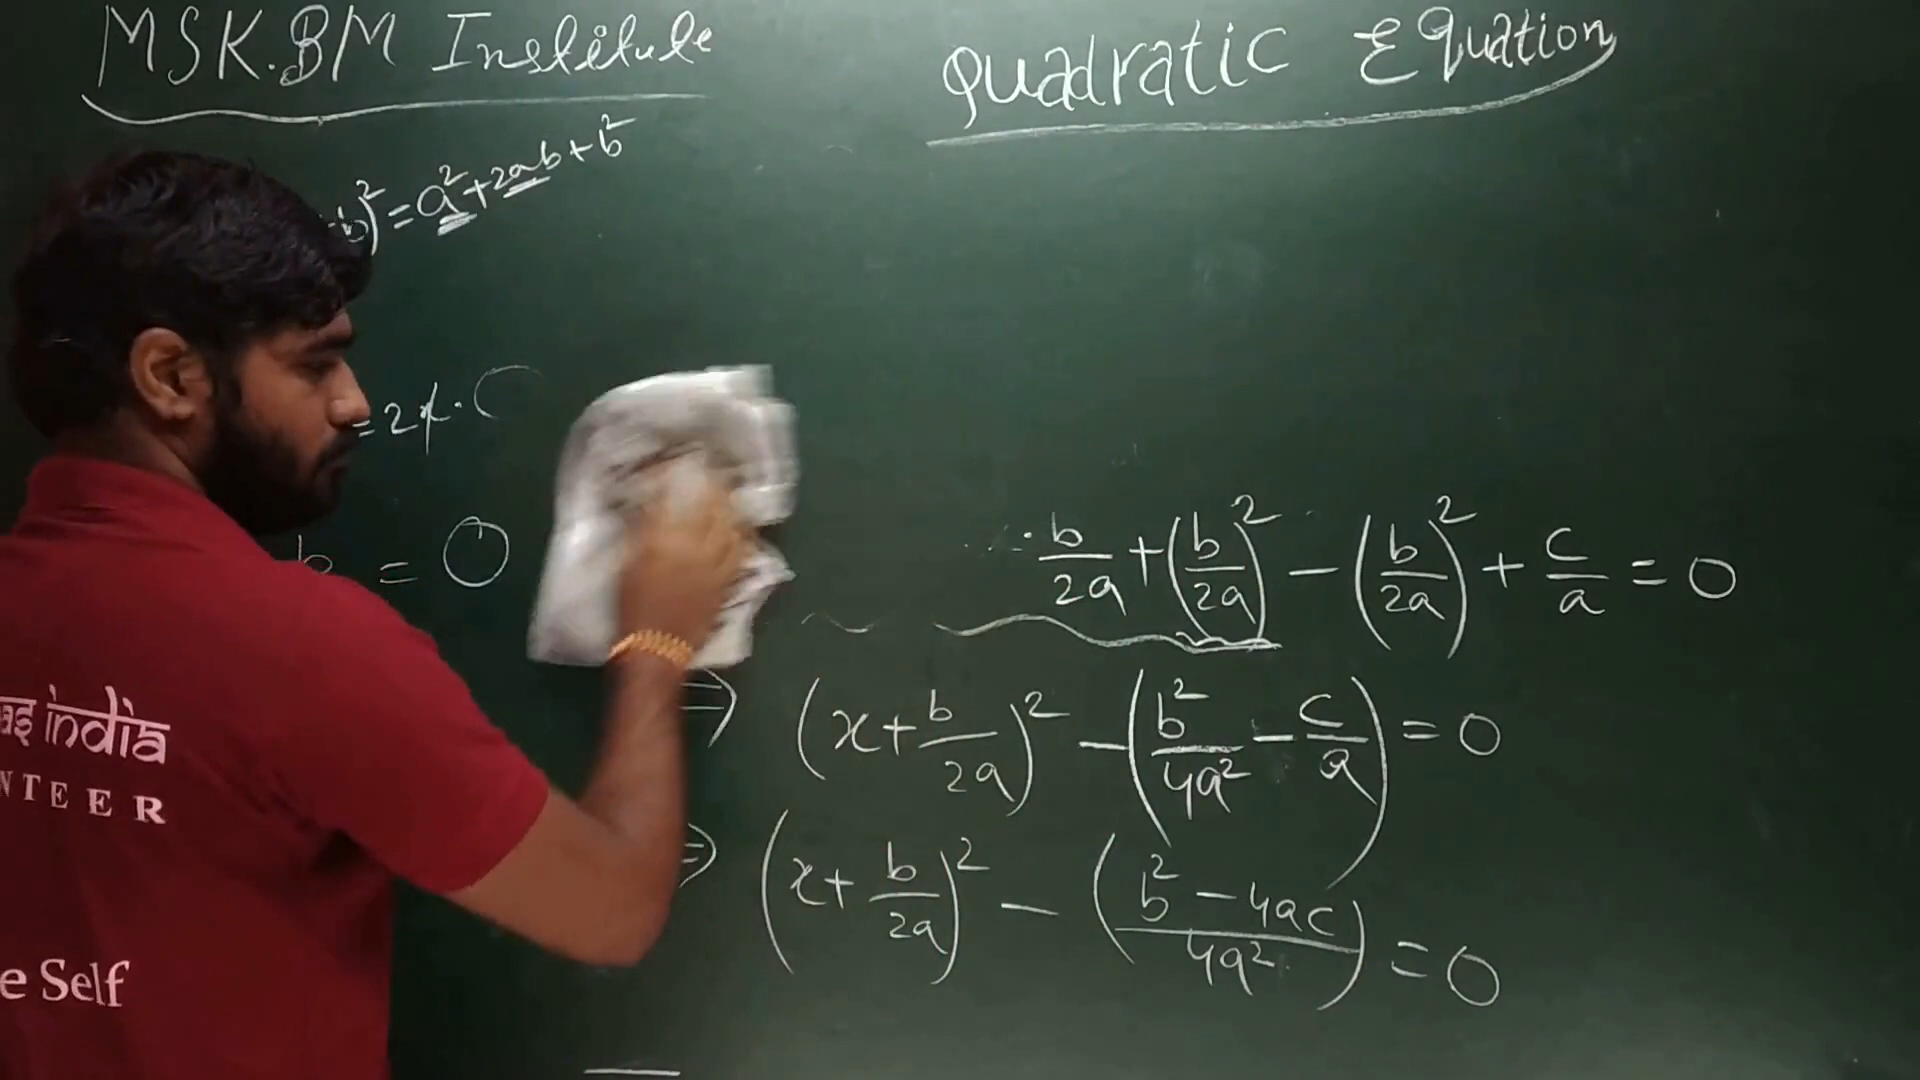 MSK.BM Institute
Quadratic Equation
b)² = a² + 2ab + b²
= 2x.
b = 0
b/2a + (b/2a)² - (b/2a)² + c/a = 0
⇒ (x + b/2a)² - (b²/4a² - c/a) = 0
⇒ (x + b/2a)² - (b² - 4ac/4a²) = 0
india
NTEER
e Self